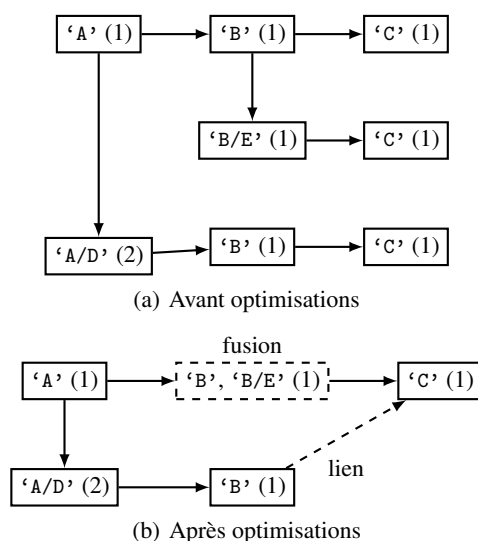 ‘A’ (1) ‘B’ (1) ‘C’ (1)
‘B/E’ (1) ‘C’ (1)
‘A/D’ (2) ‘B’ (1) ‘C’ (1)
(a) Avant optimisations
fusion
‘A’ (1) ‘B’, ‘B/E’ (1) ‘C’ (1)
‘A/D’ (2) ‘B’ (1) lien
(b) Après optimisations